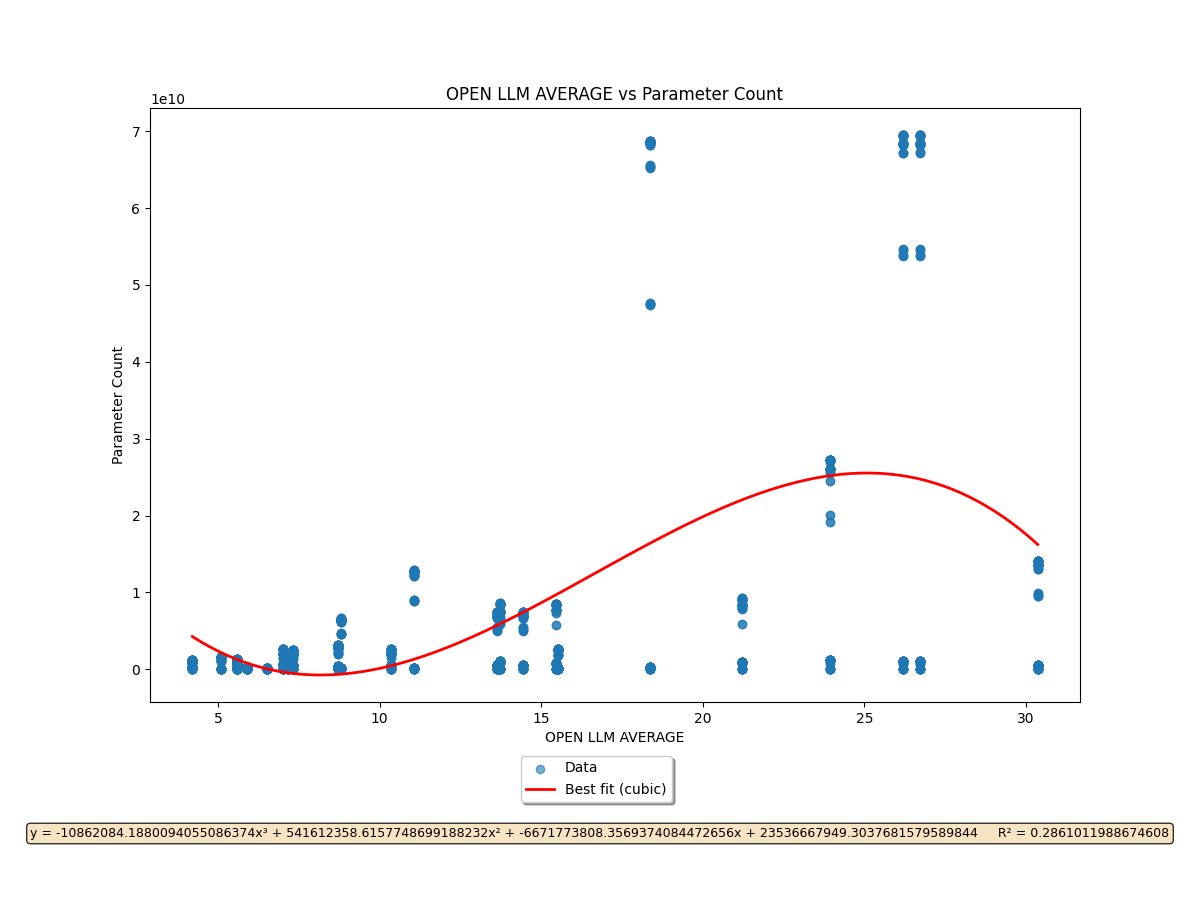 OPEN LLM AVERAGE vs Parameter Count
1e10
7
6
5
4
3
2
1
0
Parameter Count
5 10 15 20 25 30
OPEN LLM AVERAGE
Data
Best fit (cubic)
y = -10862084.1880094055086374x³ + 541612358.6157748699188232x² + -6671773808.3569374084472656x + 23536667949.3037681579589844 R² = 0.2861011988674608